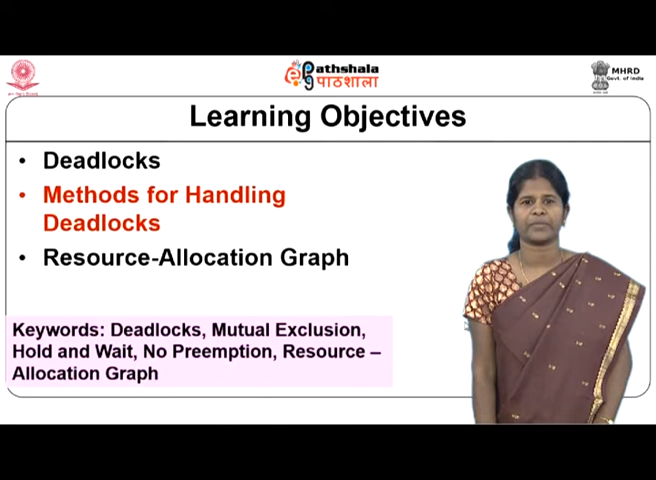 ePG Pathshala
पाठशाला
MHRD
Govt. of India
Learning Objectives
• Deadlocks
• Methods for Handling
Deadlocks
• Resource-Allocation Graph
Keywords: Deadlocks, Mutual Exclusion,
Hold and Wait, No Preemption, Resource –
Allocation Graph